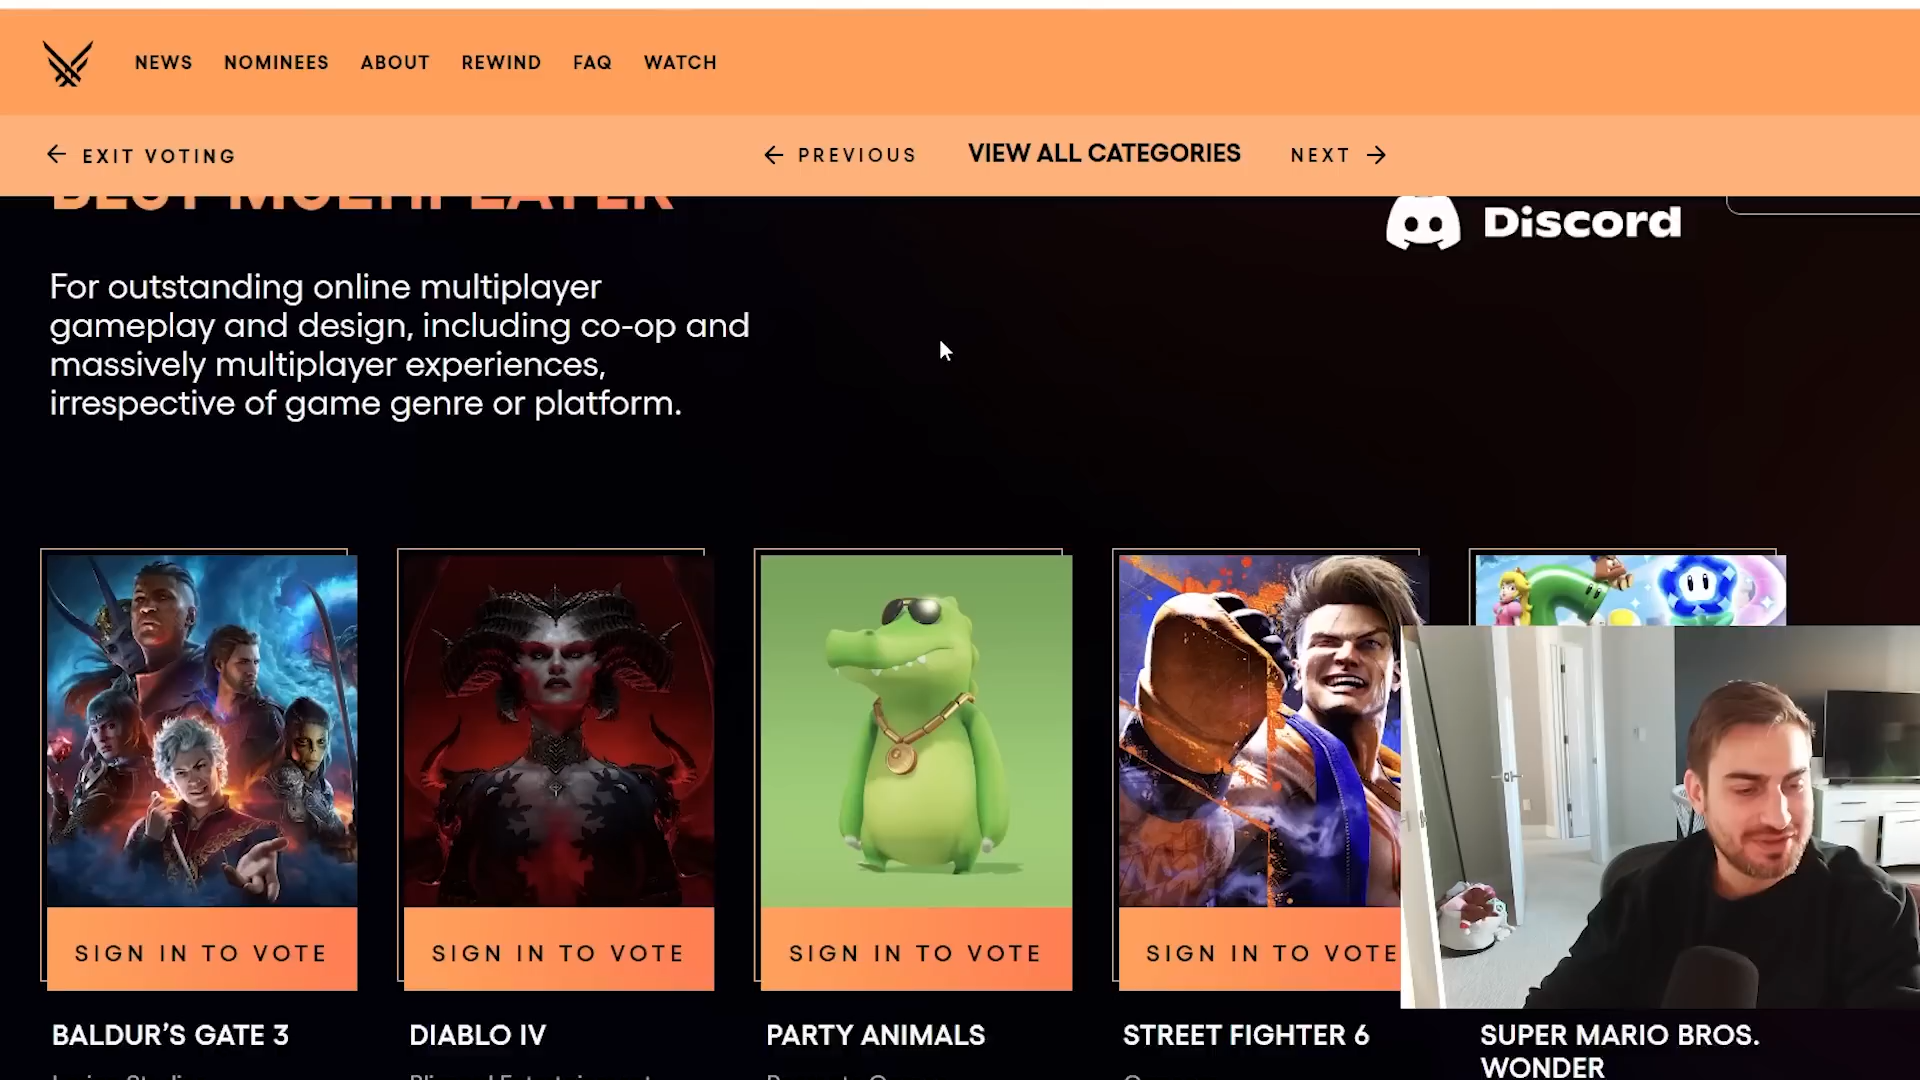 NEWS NOMINEES ABOUT REWIND FAQ WATCH
← EXIT VOTING ← PREVIOUS VIEW ALL CATEGORIES NEXT →
BEST MULTIPLAYER
Discord
For outstanding online multiplayer
gameplay and design, including co-op and
massively multiplayer experiences,
irrespective of game genre or platform.
SIGN IN TO VOTE SIGN IN TO VOTE SIGN IN TO VOTE SIGN IN TO VOTE
BALDUR’S GATE 3 DIABLO IV PARTY ANIMALS STREET FIGHTER 6 SUPER MARIO BROS.
WONDER